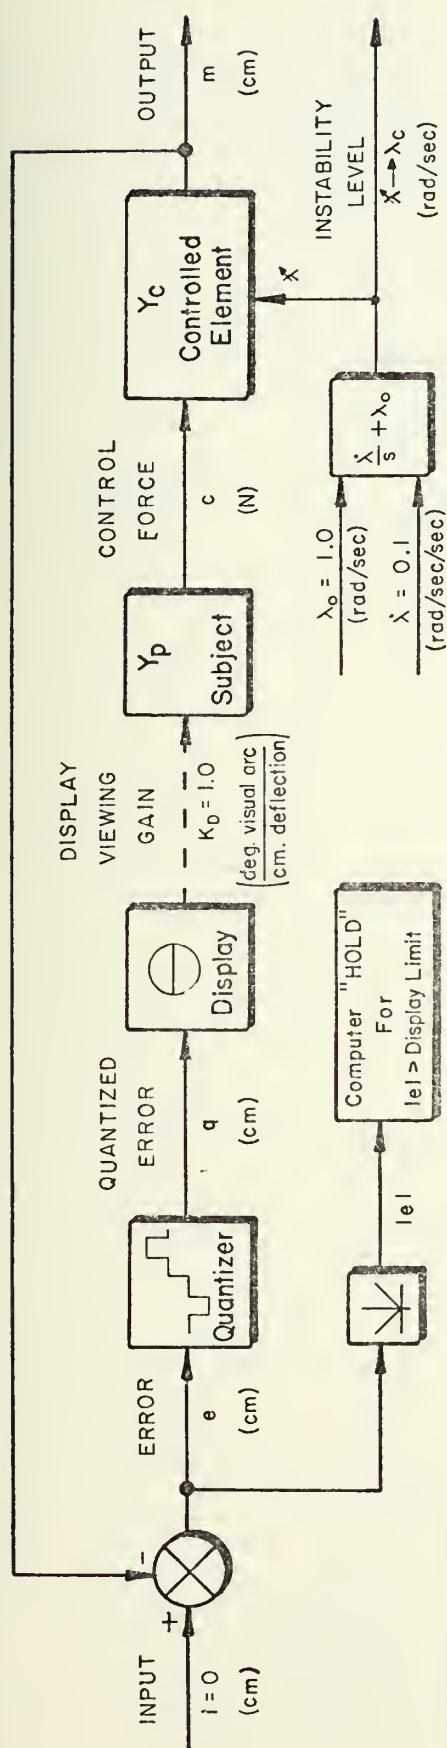 INPUT
i = 0
(cm)
+
-
ERROR
e
(cm)
Quantizer
QUANTIZED
ERROR
q
(cm)
Display
DISPLAY
VIEWING
GAIN
K_D = 1.0
(deg. visual arc
cm. deflection)
Y_p
Subject
CONTROL
FORCE
c
(N)
Y_c
Controlled
Element
OUTPUT
m
(cm)
|e|
Computer "HOLD"
For
|e| > Display Limit
λ₀ = 1.0
(rad/sec)
λ̇ = 0.1
(rad/sec/sec)
λ̇/s + λ₀
λ
INSTABILITY
LEVEL
λ → λ_c
(rad/sec)